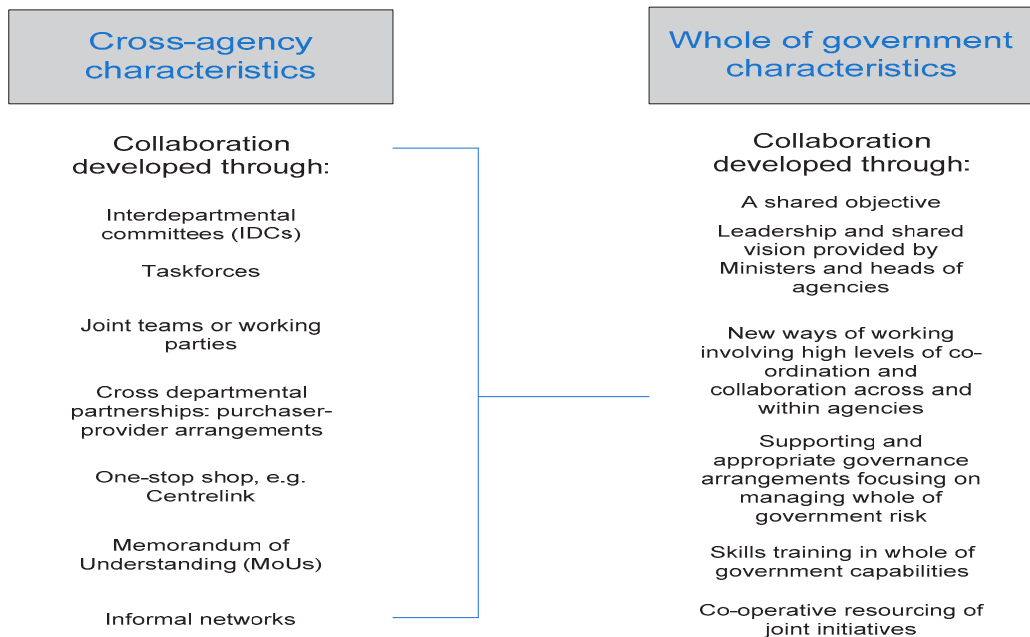 Cross-agency
characteristics
Collaboration
developed through:
Interdepartmental
committees (IDCs)
Taskforces
Joint teams or working
parties
Cross departmental
partnerships: purchaser-
provider arrangements
One-stop shop, e.g.
Centrelink
Memorandum of
Understanding (MoUs)
Informal networks
Whole of government
characteristics
Collaboration
developed through:
A shared objective
Leadership and shared
vision provided by
Ministers and heads of
agencies
New ways of working
involving high levels of co-
ordination and
collaboration across and
within agencies
Supporting and
appropriate governance
arrangements focusing on
managing whole of
government risk
Skills training in whole of
government capabilities
Co-operative resourcing of
joint initiatives